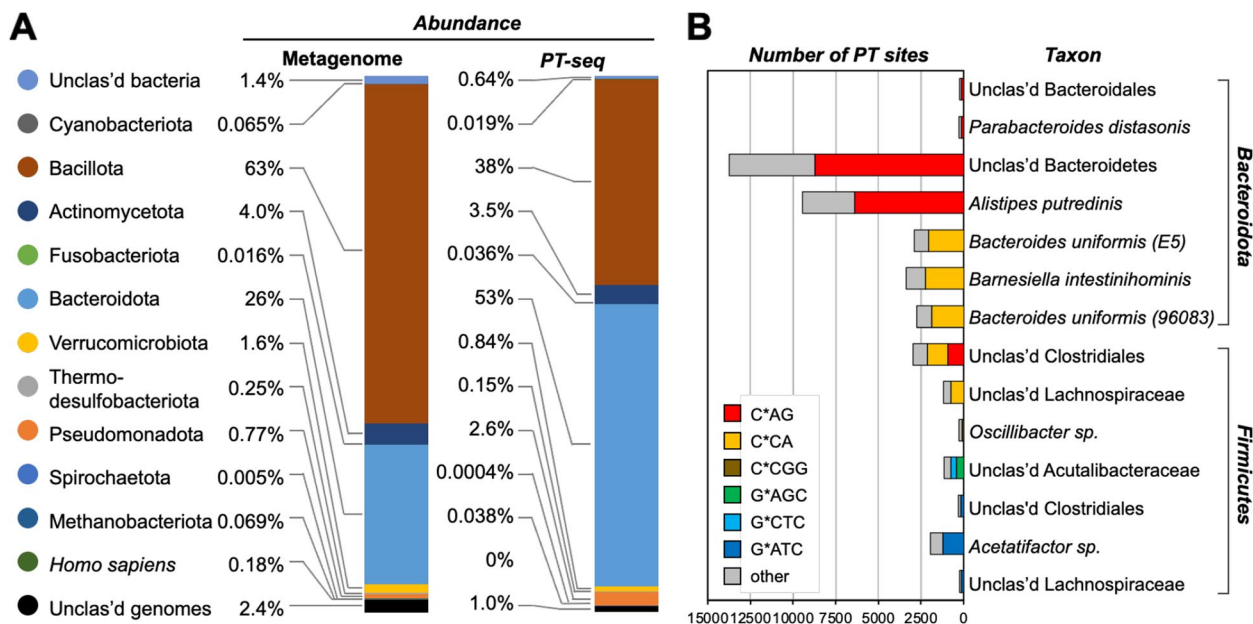 A
Abundance
Metagenome
PT-seq
Unclas'd bacteria 1.4% 0.64%
Cyanobacteriota 0.065% 0.019%
Bacillota 63% 38%
Actinomycetota 4.0% 3.5%
Fusobacteriota 0.016% 0.036%
Bacteroidota 26% 53%
Verrucomicrobiota 1.6% 0.84%
Thermo-
desulfobacteriota 0.25% 0.15%
Pseudomonadota 0.77% 2.6%
Spirochaetota 0.005% 0.0004%
Methanobacteriota 0.069% 0.038%
Homo sapiens 0.18% 0%
Unclas'd genomes 2.4% 1.0%
B
Number of PT sites
Taxon
Unclas'd Bacteroidales
Parabacteroides distasonis
Unclas'd Bacteroidetes
Alistipes putredinis
Bacteroides uniformis (E5)
Barnesiella intestinihominis
Bacteroides uniformis (96083)
Unclas'd Clostridiales
Unclas'd Lachnospiraceae
Oscillibacter sp.
Unclas'd Acutalibacteraceae
Unclas'd Clostridiales
Acetatifactor sp.
Unclas'd Lachnospiraceae
Bacteroidota
Firmicutes
C*AG
C*CA
C*CGG
G*AGC
G*CTC
G*ATC
other
15000 12500 10000 7500 5000 2500 0